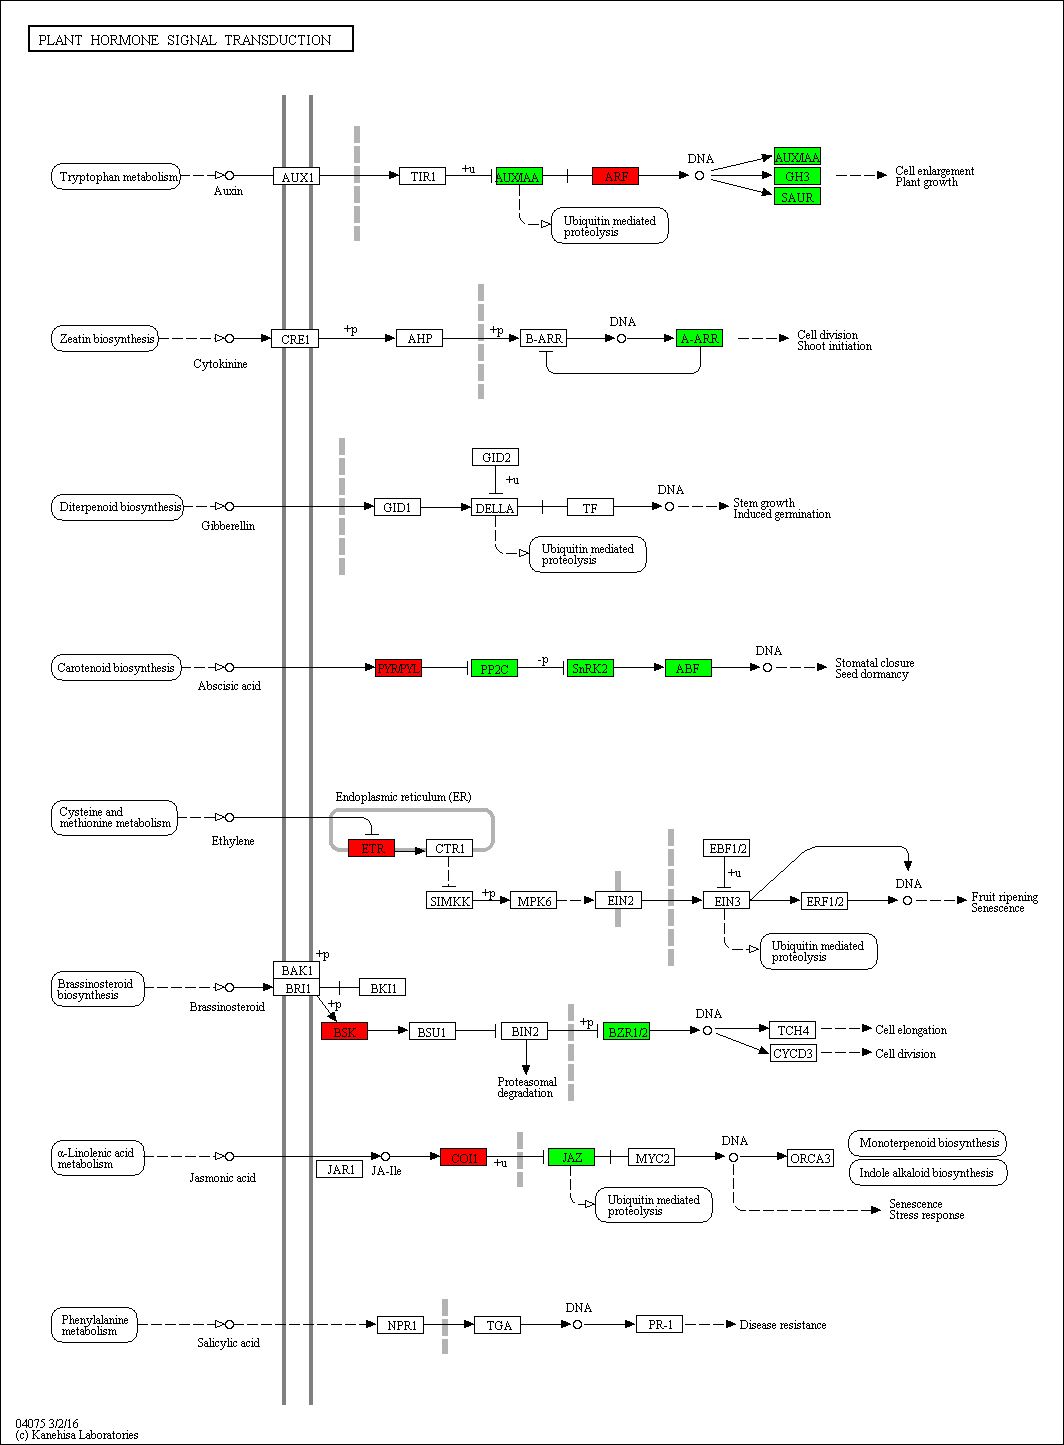 PLANT HORMONE SIGNAL TRANSDUCTION
Tryptophan metabolism
Auxin
AUX1
TIR1
+u
AUX/IAA
ARF
DNA
AUX/IAA
GH3
SAUR
Cell enlargement
Plant growth
Ubiquitin mediated
proteolysis
Zeatin biosynthesis
Cytokinine
CRE1
+p
AHP
+p
B-ARR
DNA
A-ARR
Cell division
Shoot initiation
GID2
+u
Diterpenoid biosynthesis
Gibberellin
GID1
DELLA
TF
DNA
Stem growth
Induced germination
Ubiquitin mediated
proteolysis
Carotenoid biosynthesis
Abscisic acid
PYR/PYL
PP2C
-p
SnRK2
ABF
DNA
Stomatal closure
Seed dormancy
Endoplasmic reticulum (ER)
Cysteine and
methionine metabolism
Ethylene
ETR
CTR1
EBF1/2
+u
SIMKK
+p
MPK6
EIN2
EIN3
ERF1/2
DNA
Fruit ripening
Senescence
Ubiquitin mediated
proteolysis
Brassinosteroid
biosynthesis
Brassinosteroid
+p
BAK1
BRI1
BKI1
+p
BSK
BSU1
BIN2
+p
BZR1/2
DNA
TCH4
Cell elongation
CYCD3
Cell division
Proteasomal
degradation
α-Linolenic acid
metabolism
Jasmonic acid
JAR1
JA-Ile
COI1
+u
JAZ
MYC2
DNA
ORCA3
Monoterpenoid biosynthesis
Indole alkaloid biosynthesis
Ubiquitin mediated
proteolysis
Senescence
Stress response
Phenylalanine
metabolism
Salicylic acid
NPR1
TGA
DNA
PR-1
Disease resistance
04075 3/2/16
(c) Kanehisa Laboratories